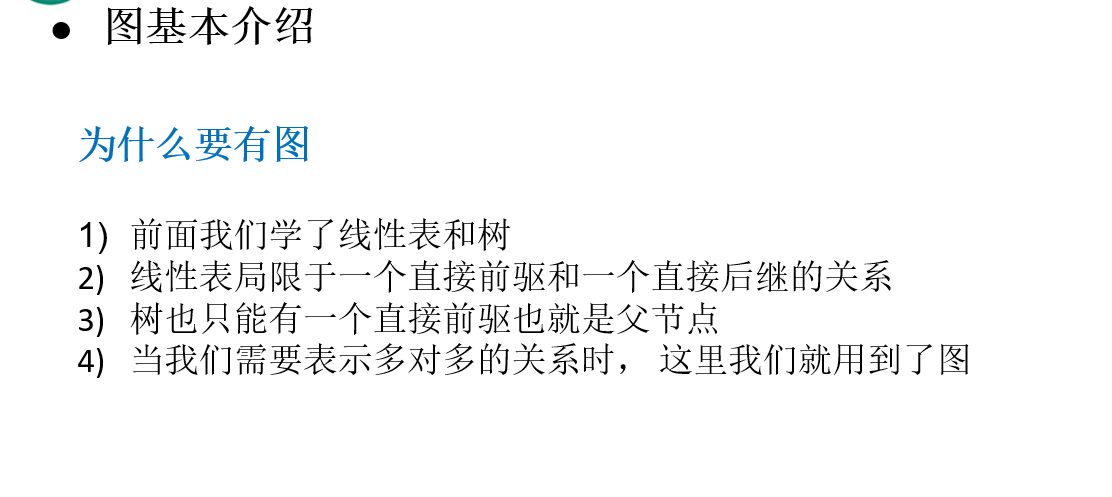 ● 图基本介绍
为什么要有图
1) 前面我们学了线性表和树
2) 线性表局限于一个直接前驱和一个直接后继的关系
3) 树也只能有一个直接前驱也就是父节点
4) 当我们需要表示多对多的关系时， 这里我们就用到了图